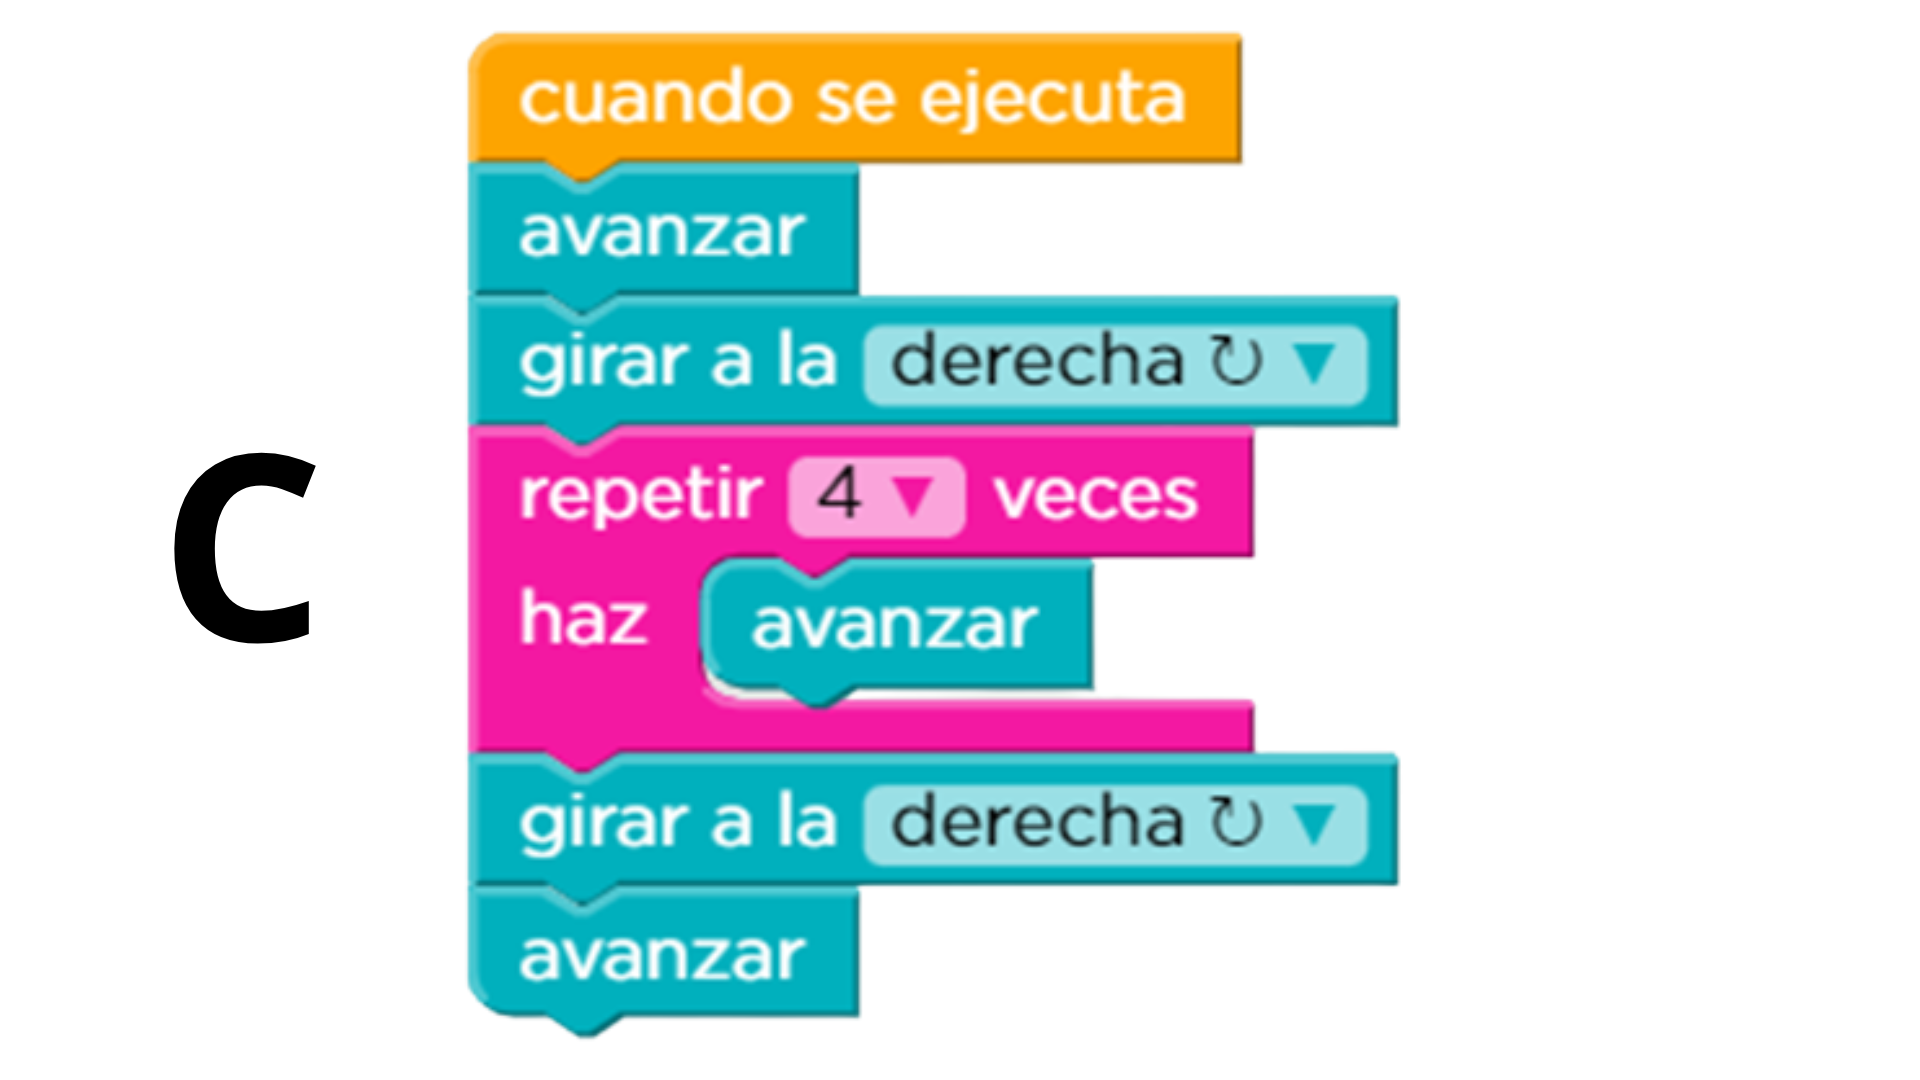 cuando se ejecuta
avanzar
girar a la derecha ↻ ▼
C
repetir 4 ▼ veces
haz avanzar
girar a la derecha ↻ ▼
avanzar